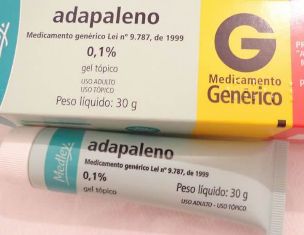 adapaleno
Medicamento genérico Lei nº 9.787, de 1999
0,1%
gel tópico
USO ADULTO
USO TÓPICO
Peso líquido: 30 g
G
Medicamento
Genérico
Medley
adapaleno
Medicamento genérico Lei nº 9.787, de 1999
0,1%
gel tópico
Peso líquido: 30 g
USO ADULTO - USO TÓPICO